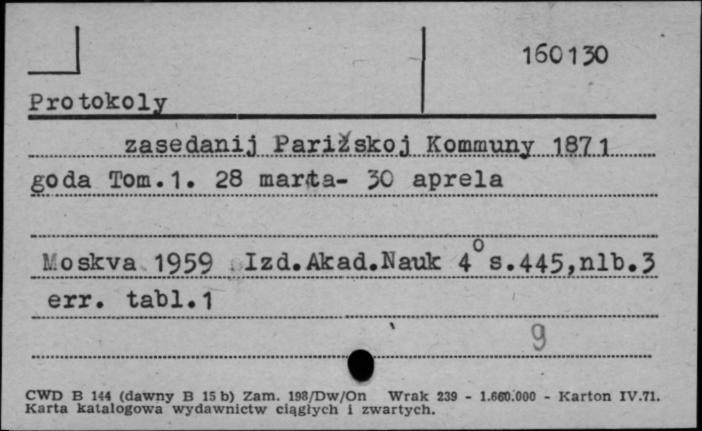 160130
Protokoly
zasedanij Parižskoj Kommuny 1871
goda Tom.1. 28 marta- 30 aprela
Moskva 1959 Izd.Akad.Nauk 4° s.445,nlb.3
err. tabl.1
9
CWD B 144 (dawny B 15 b) Zam. 198/Dw/On Wrak 239 - 1.660.000 - Karton IV.71.
Karta katalogowa wydawnictw ciągłych i zwartych.